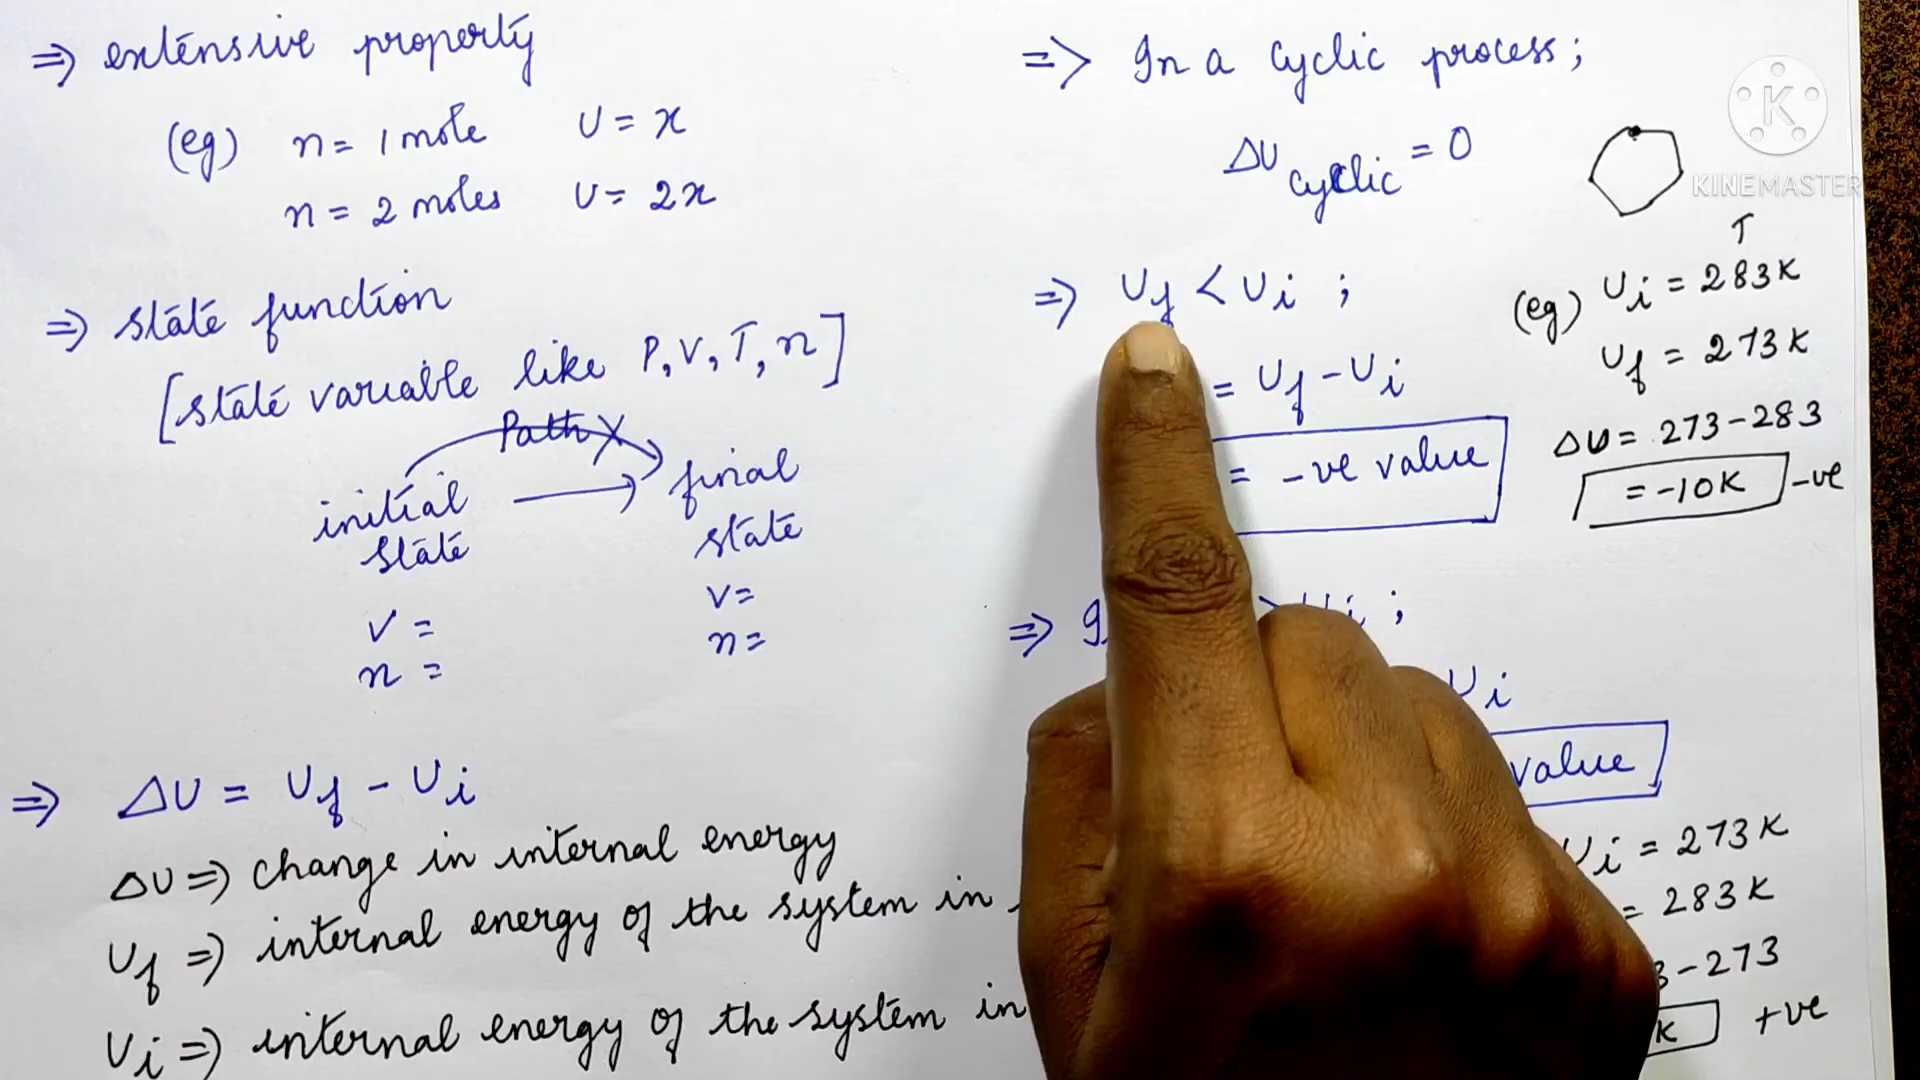 ⇒ extensive property
(eg) n = 1 mole U = x
n = 2 moles U = 2x
⇒ state function
[state variable like P, V, T, n]
Path X
initial state → final state
V = V =
n = n =
⇒ ΔU = Uf - Ui
ΔU ⇒ change in internal energy
Uf ⇒ internal energy of the system in
Ui ⇒ internal energy of the system in
⇒ In a cyclic process;
ΔU cyclic = 0
K
KINEMASTER
⇒ Uf < Ui ;
= Uf - Ui
= -ve value
T
(eg) Ui = 283K
Uf = 273K
ΔU = 273-283
= -10K -ve
⇒ > Ui ;
Ui
value
Ui = 273K
= 283K
3-273
K +ve